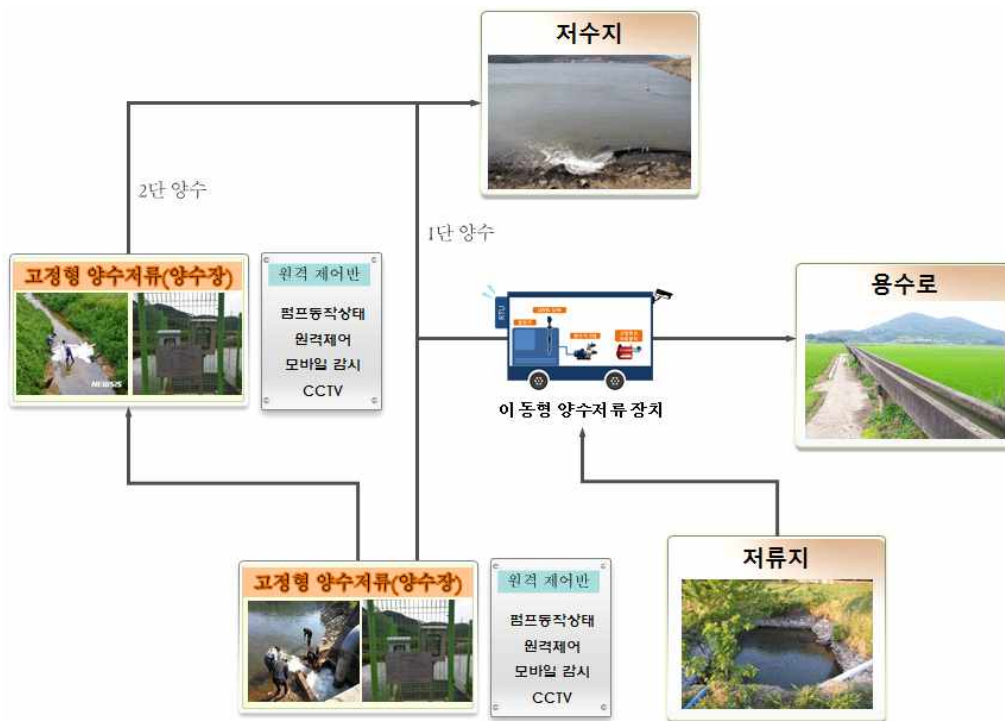 저수지
2단 양수
1단 양수
고정형 양수저류(양수장)
NEWSIS
원격 제어반
펌프동작상태
원격제어
모바일 감시
CCTV
RTU
이동형 양수저류 장치
용수로
고정형 양수저류(양수장)
원격 제어반
펌프동작상태
원격제어
모바일 감시
CCTV
저류지